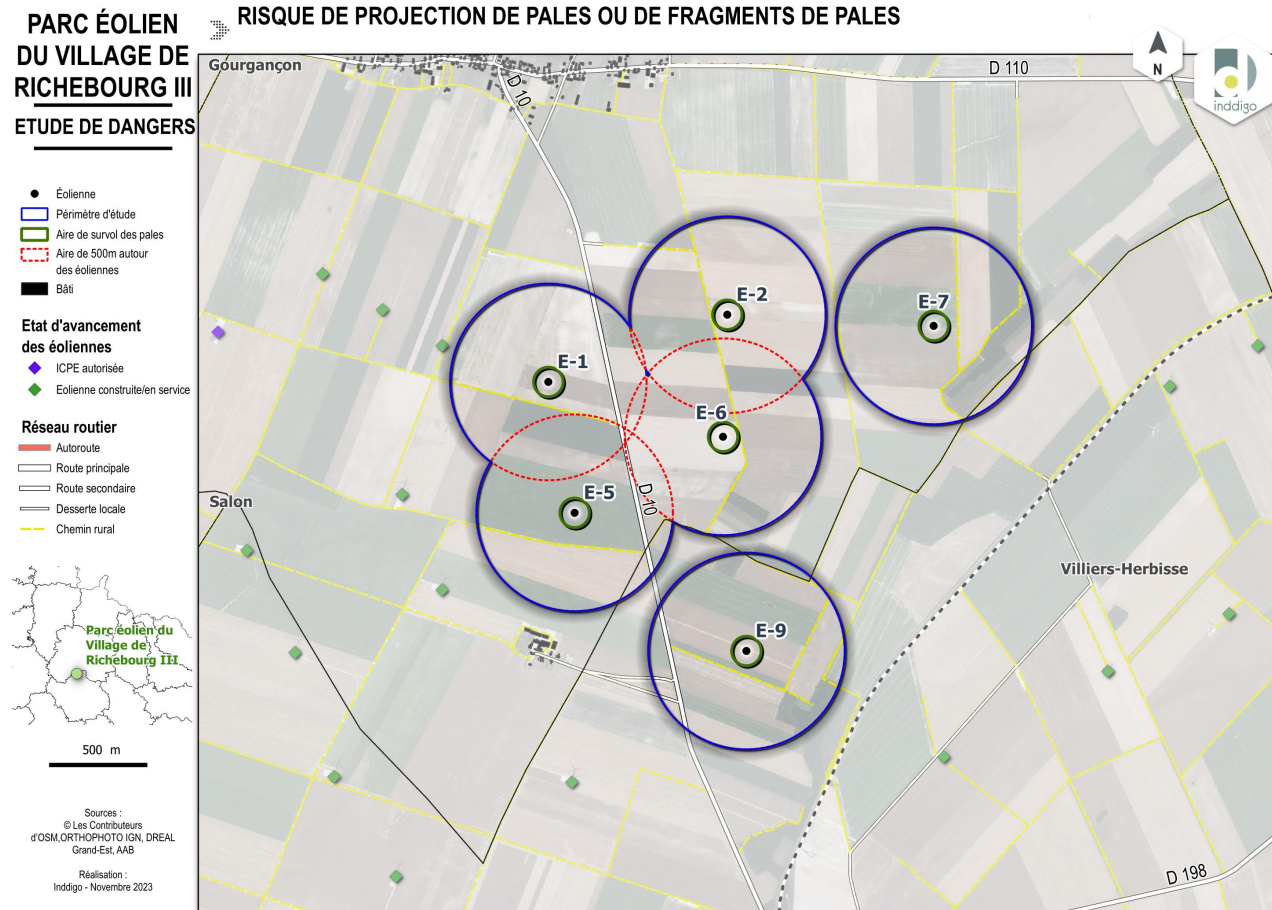 PARC ÉOLIEN
DU VILLAGE DE
RICHEBOURG III
ETUDE DE DANGERS
RISQUE DE PROJECTION DE PALES OU DE FRAGMENTS DE PALES
Éolienne
Périmètre d'étude
Aire de survol des pales
Aire de 500m autour
des éoliennes
Bâti
Etat d'avancement
des éoliennes
ICPE autorisée
Eolienne construite/en service
Réseau routier
Autoroute
Route principale
Route secondaire
Desserte locale
Chemin rural
Parc éolien du
Village de
Richebourg III
500 m
Sources :
© Les Contributeurs
d'OSM,ORTHOPHOTO IGN, DREAL
Grand-Est, AAB
Réalisation :
Inddigo - Novembre 2023
Gourgançon
D 10
D 110
N
inddigo
E-2
E-7
E-1
E-6
E-5
D 10
Salon
Villiers-Herbisse
E-9
D 198